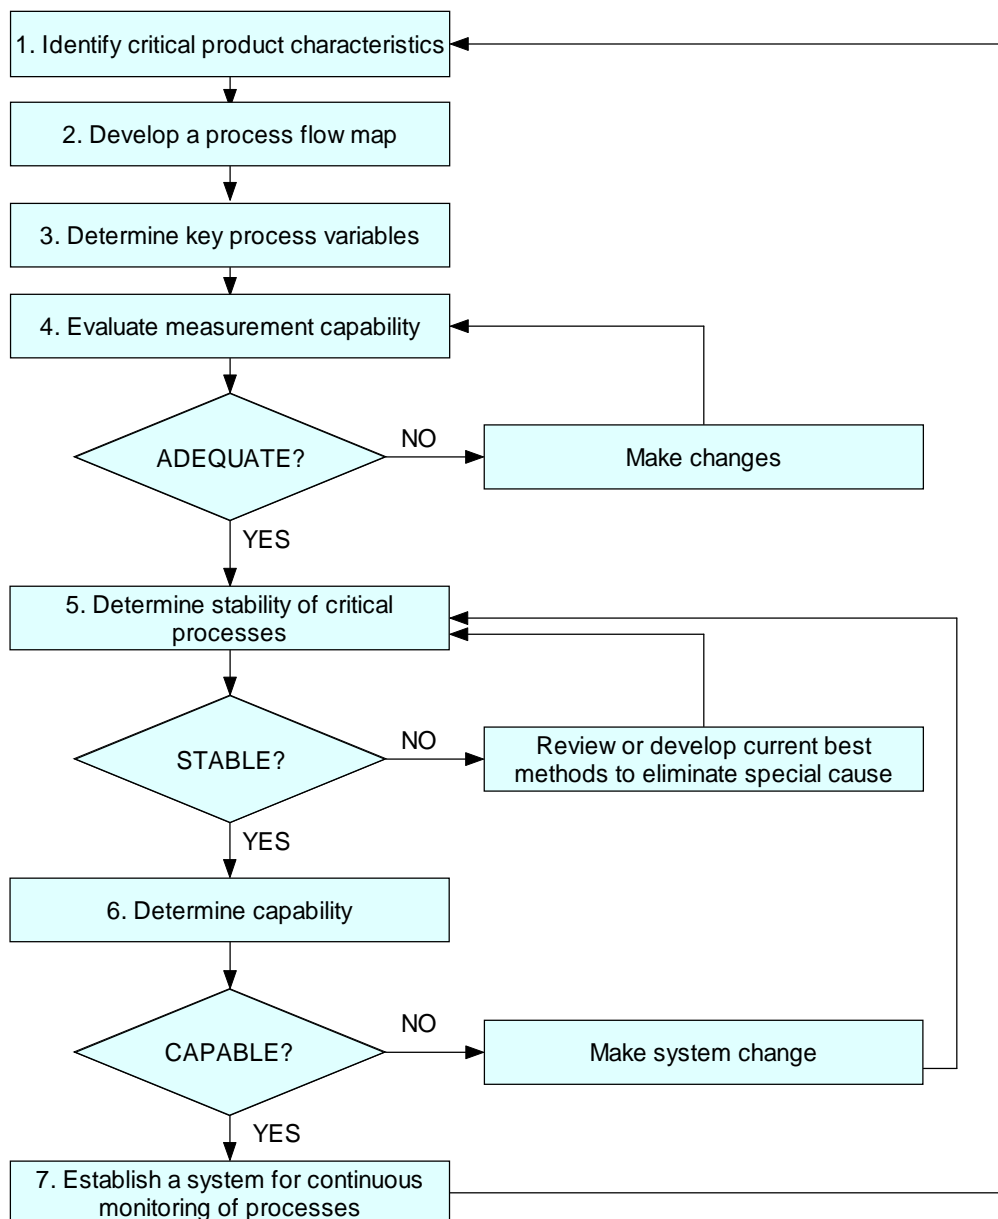 1. Identify critical product characteristics
2. Develop a process flow map
3. Determine key process variables
4. Evaluate measurement capability
ADEQUATE?
NO
Make changes
YES
5. Determine stability of critical
processes
STABLE?
NO
Review or develop current best
methods to eliminate special cause
YES
6. Determine capability
CAPABLE?
NO
Make system change
YES
7. Establish a system for continuous
monitoring of processes